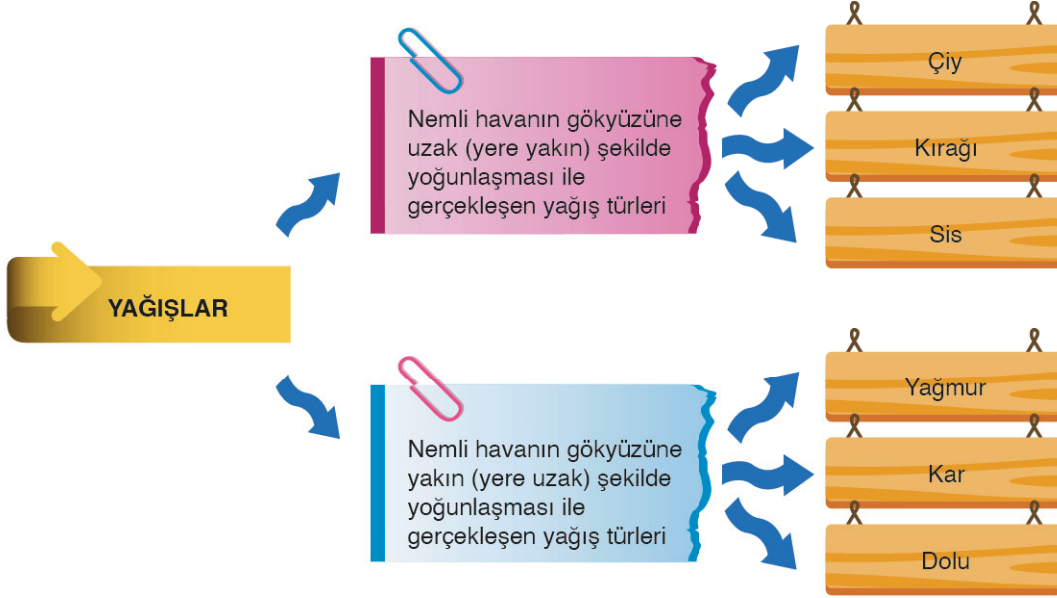 YAĞIŞLAR
Nemli havanın gökyüzüne
uzak (yere yakın) şekilde
yoğunlaşması ile
gerçekleşen yağış türleri
Çiy
Kırağı
Sis
Nemli havanın gökyüzüne
yakın (yere uzak) şekilde
yoğunlaşması ile
gerçekleşen yağış türleri
Yağmur
Kar
Dolu